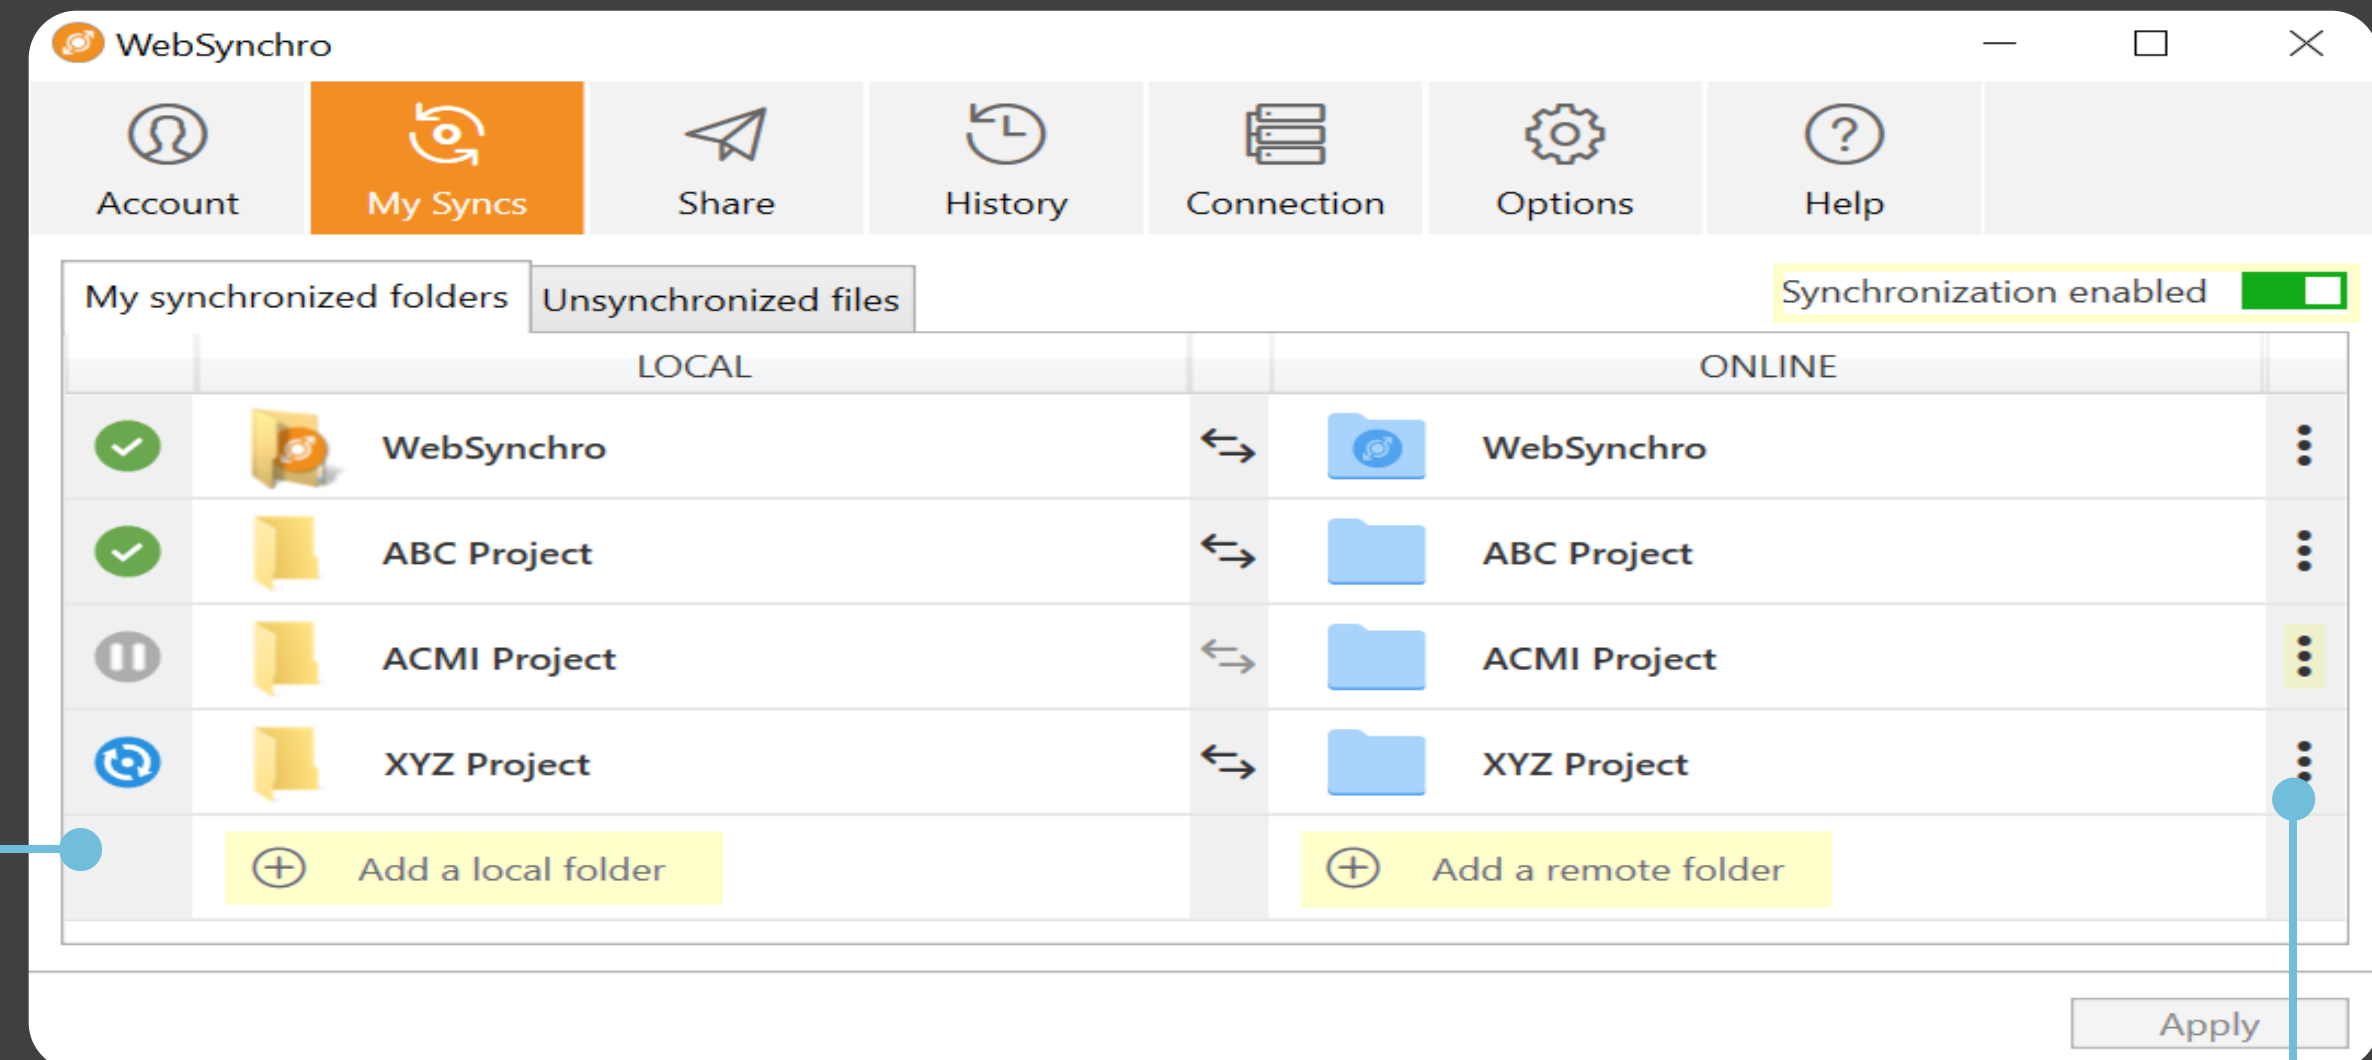 WebSynchro
Account My Syncs Share History Connection Options Help
My synchronized folders Unsynchronized files Synchronization enabled
LOCAL ONLINE
WebSynchro WebSynchro
ABC Project ABC Project
ACMI Project ACMI Project
XYZ Project XYZ Project
Add a local folder Add a remote folder
Apply